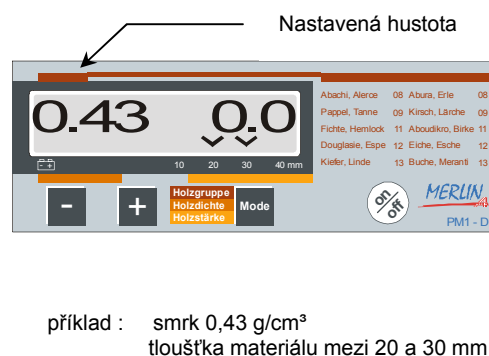 Nastavená hustota
Abachi, Alerce 08 Abura, Erle 08
Pappel, Tanne 09 Kirsch, Lärche 09
Fichte, Hemlock 11 Aboudikro, Birke 11
Douglasie, Espe 12 Eiche, Esche 12
Kiefer, Linde 13 Buche, Meranti 13
0.43 0.0
10 20 30 40 mm
- + Holzgruppe
Holzdichte
Holzstärke
Mode
on/off
MERLIN
PM1 - D
příklad : smrk 0,43 g/cm³
tloušťka materiálu mezi 20 a 30 mm